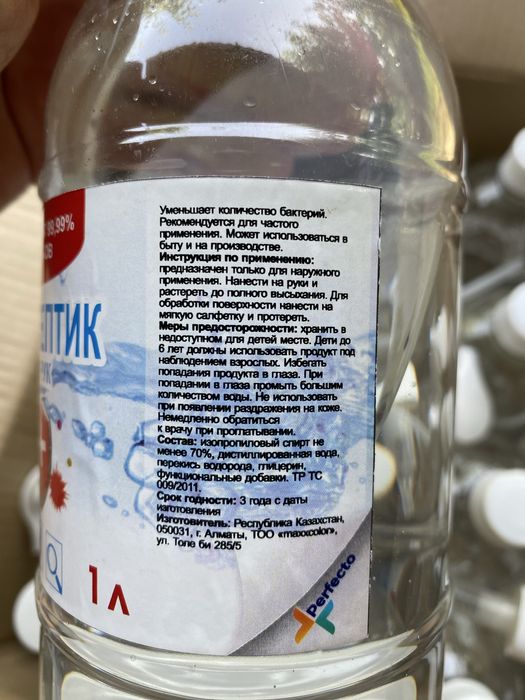 99,99%
ЕПТИК
Уменьшает количество бактерий.
Рекомендуется для частого
применения. Может использоваться в
быту и на производстве.
Инструкция по применению:
предназначен только для наружного
применения. Нанести на руки и
растереть до полного высыхания. Для
обработки поверхности нанести на
мягкую салфетку и протереть.
Меры предосторожности: хранить в
недоступном для детей месте. Дети до
6 лет должны использовать продукт под
наблюдением взрослых. Избегать
попадания продукта в глаза. При
попадании в глаза промыть большим
количеством воды. Не использовать
при появлении раздражения на коже.
Немедленно обратиться
к врачу при проглатывании.
Состав: изопропиловый спирт не
менее 70%, дистиллированная вода,
перекись водорода, глицерин,
функциональные добавки. ТР ТС
009/2011.
Срок годности: 3 года с даты
изготовления
Изготовитель: Республика Казахстан,
050031, г. Алматы, ТОО «maxxcolon»,
ул. Толе би 285/5
1 л
Perfecto